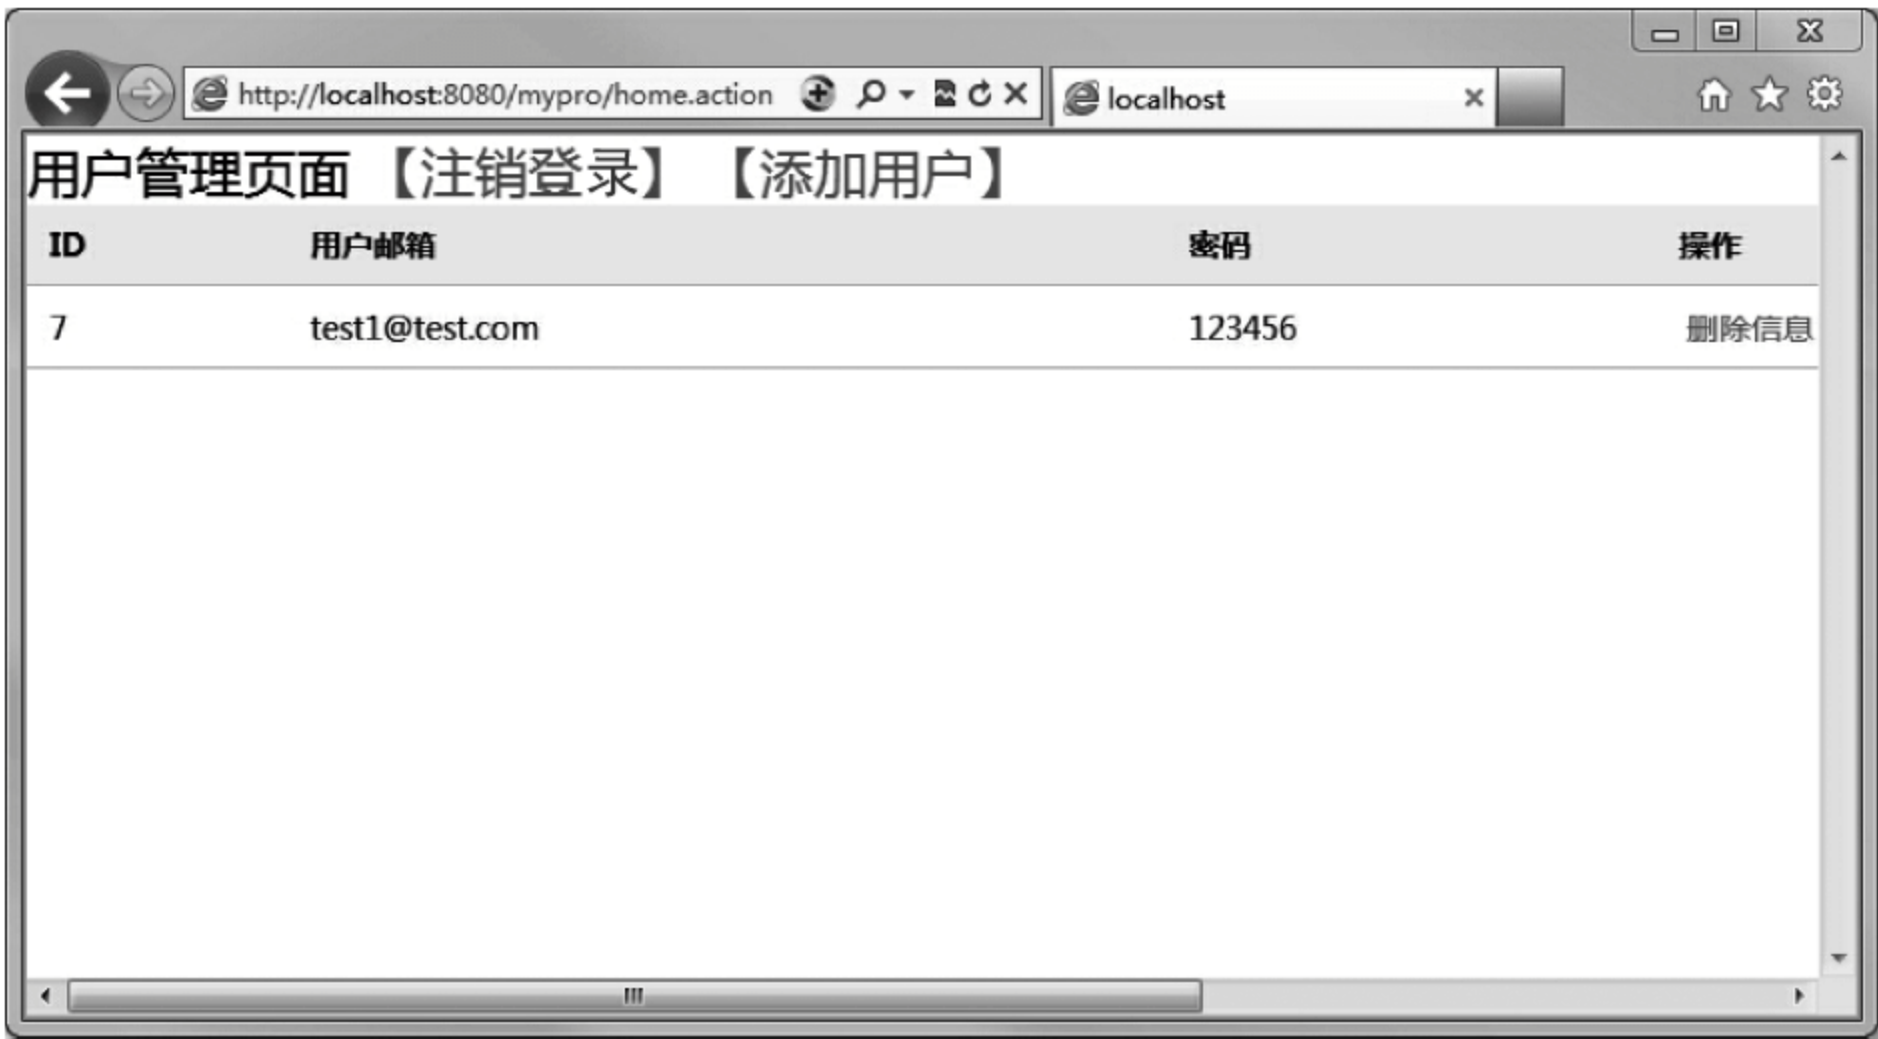 http://localhost:8080/mypro/home.action localhost
用户管理页面 【注销登录】 【添加用户】
ID 用户邮箱 密码 操作
7 test1@test.com 123456 删除信息